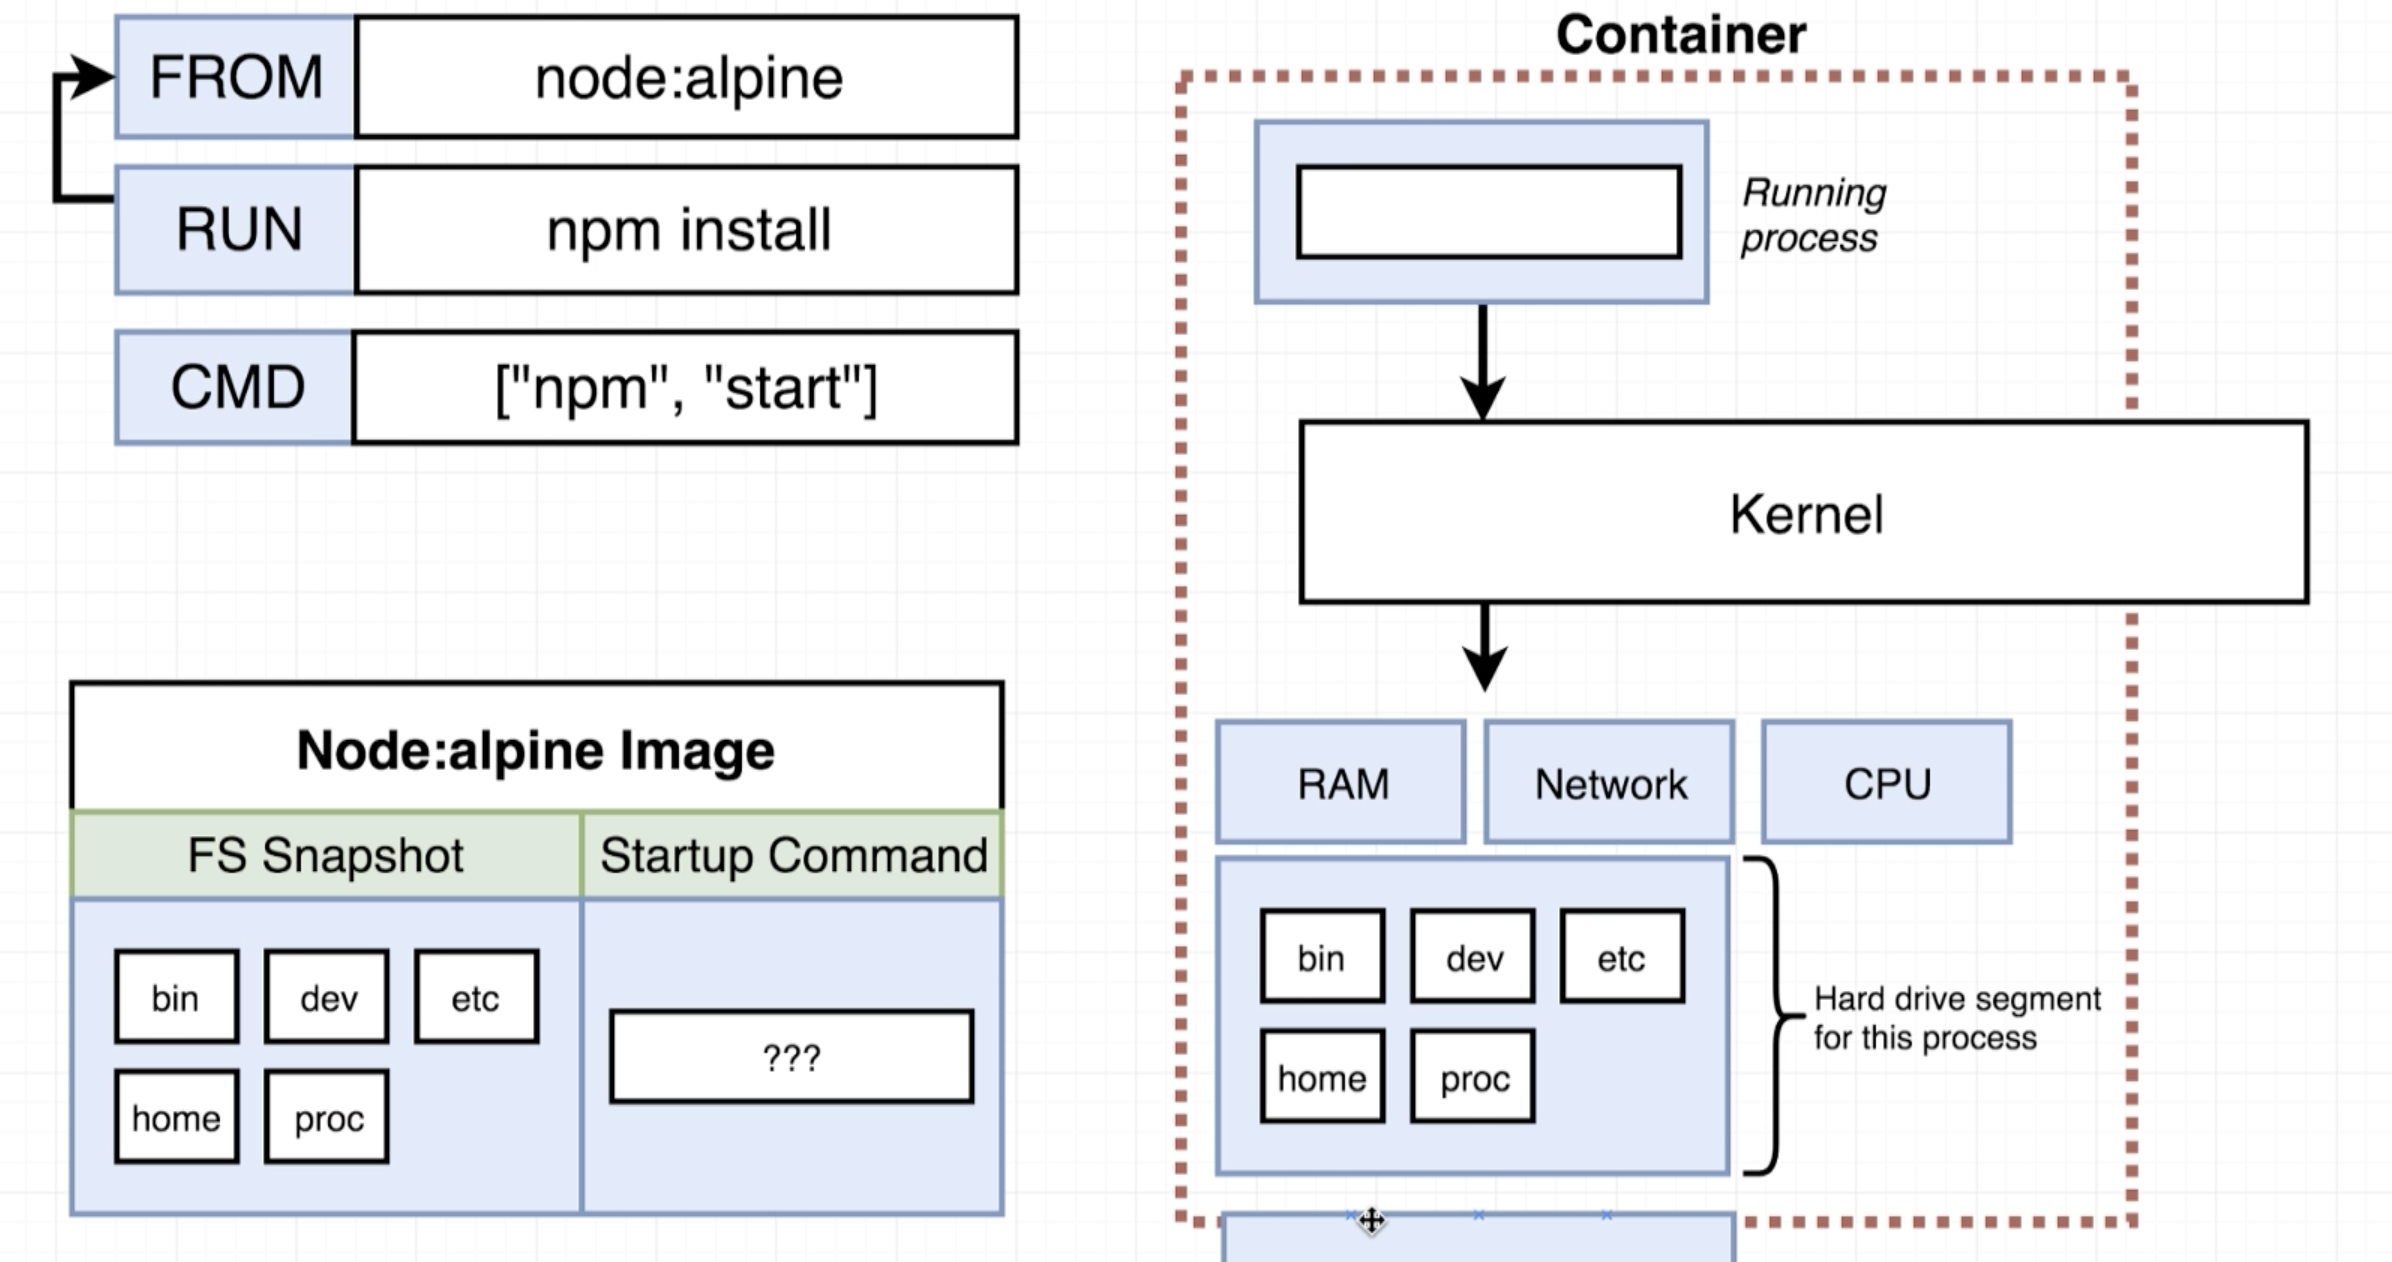 FROM
node:alpine
RUN
npm install
CMD
["npm", "start"]
Node:alpine Image
FS Snapshot
Startup Command
bin
dev
etc
home
proc
???
Container
Running
process
Kernel
RAM
Network
CPU
bin
dev
etc
home
proc
Hard drive segment
for this process